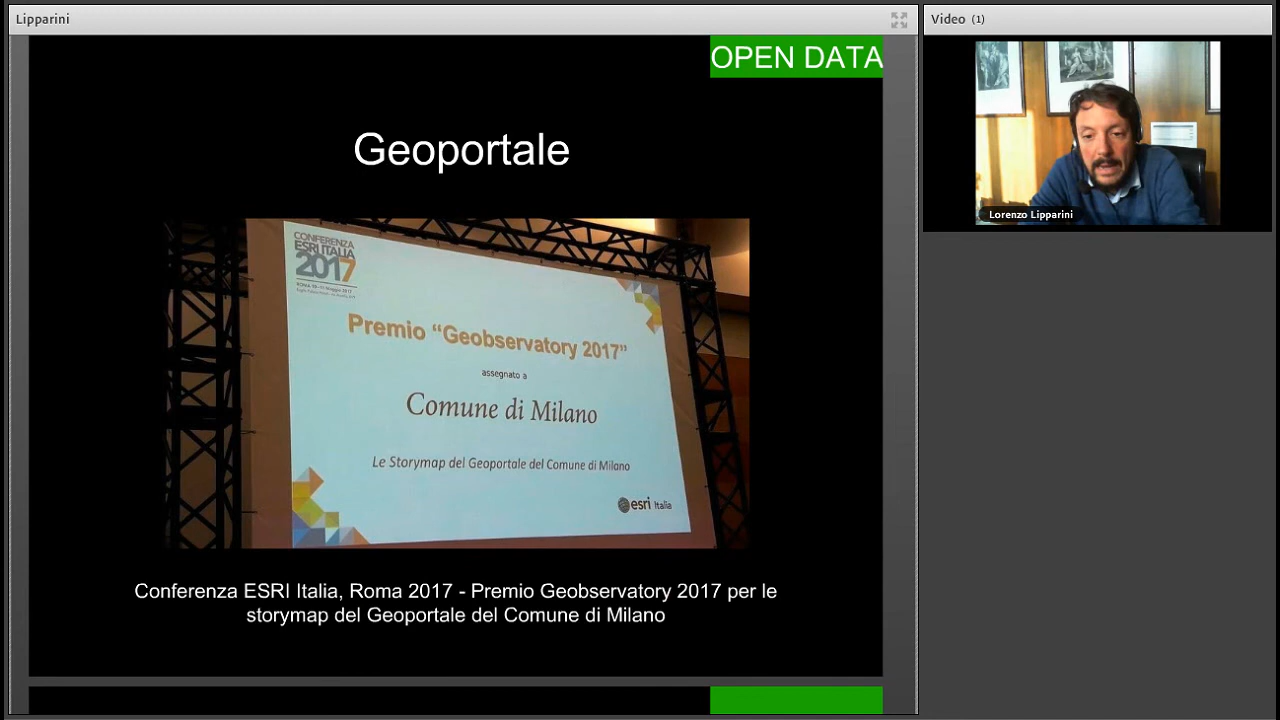 Lipparini
Video (1)
OPEN DATA
Geoportale
CONFERENZA
ESRI ITALIA
2017
Premio “Geobservatory 2017”
assegnato a
Comune di Milano
Le Storymap del Geoportale del Comune di Milano
esri Italia
Conferenza ESRI Italia, Roma 2017 - Premio Geobservatory 2017 per le
storymap del Geoportale del Comune di Milano
Lorenzo Lipparini